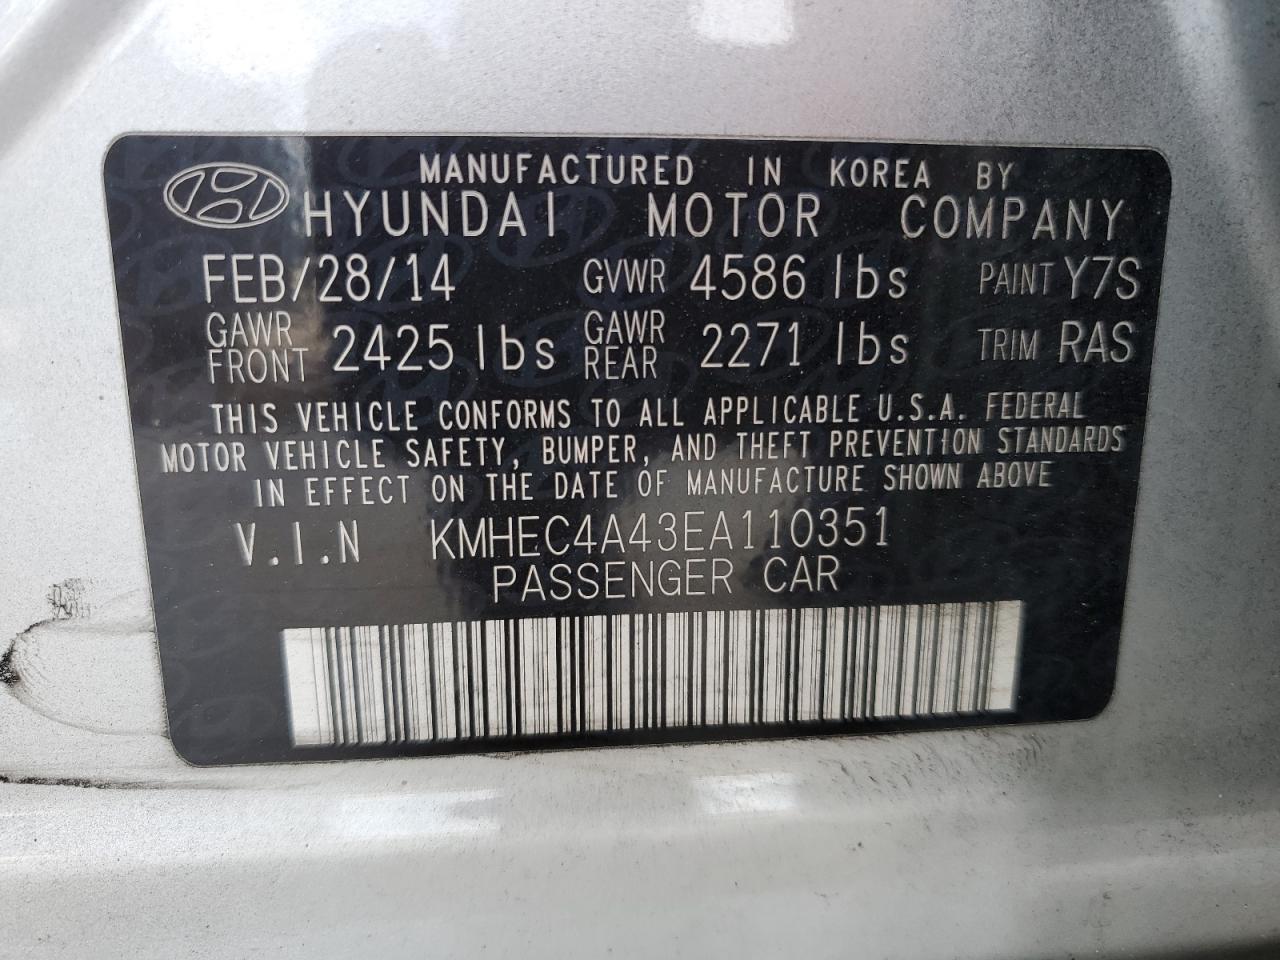 MANUFACTURED IN KOREA BY
HYUNDAI MOTOR COMPANY
FEB/28/14 GVWR 4586 lbs PAINT Y7S
GAWR FRONT 2425 lbs GAWR REAR 2271 lbs TRIM RAS
THIS VEHICLE CONFORMS TO ALL APPLICABLE U.S.A. FEDERAL
MOTOR VEHICLE SAFETY, BUMPER, AND THEFT PREVENTION STANDARDS
IN EFFECT ON THE DATE OF MANUFACTURE SHOWN ABOVE
V.I.N KMHEC4A43EA110351
PASSENGER CAR